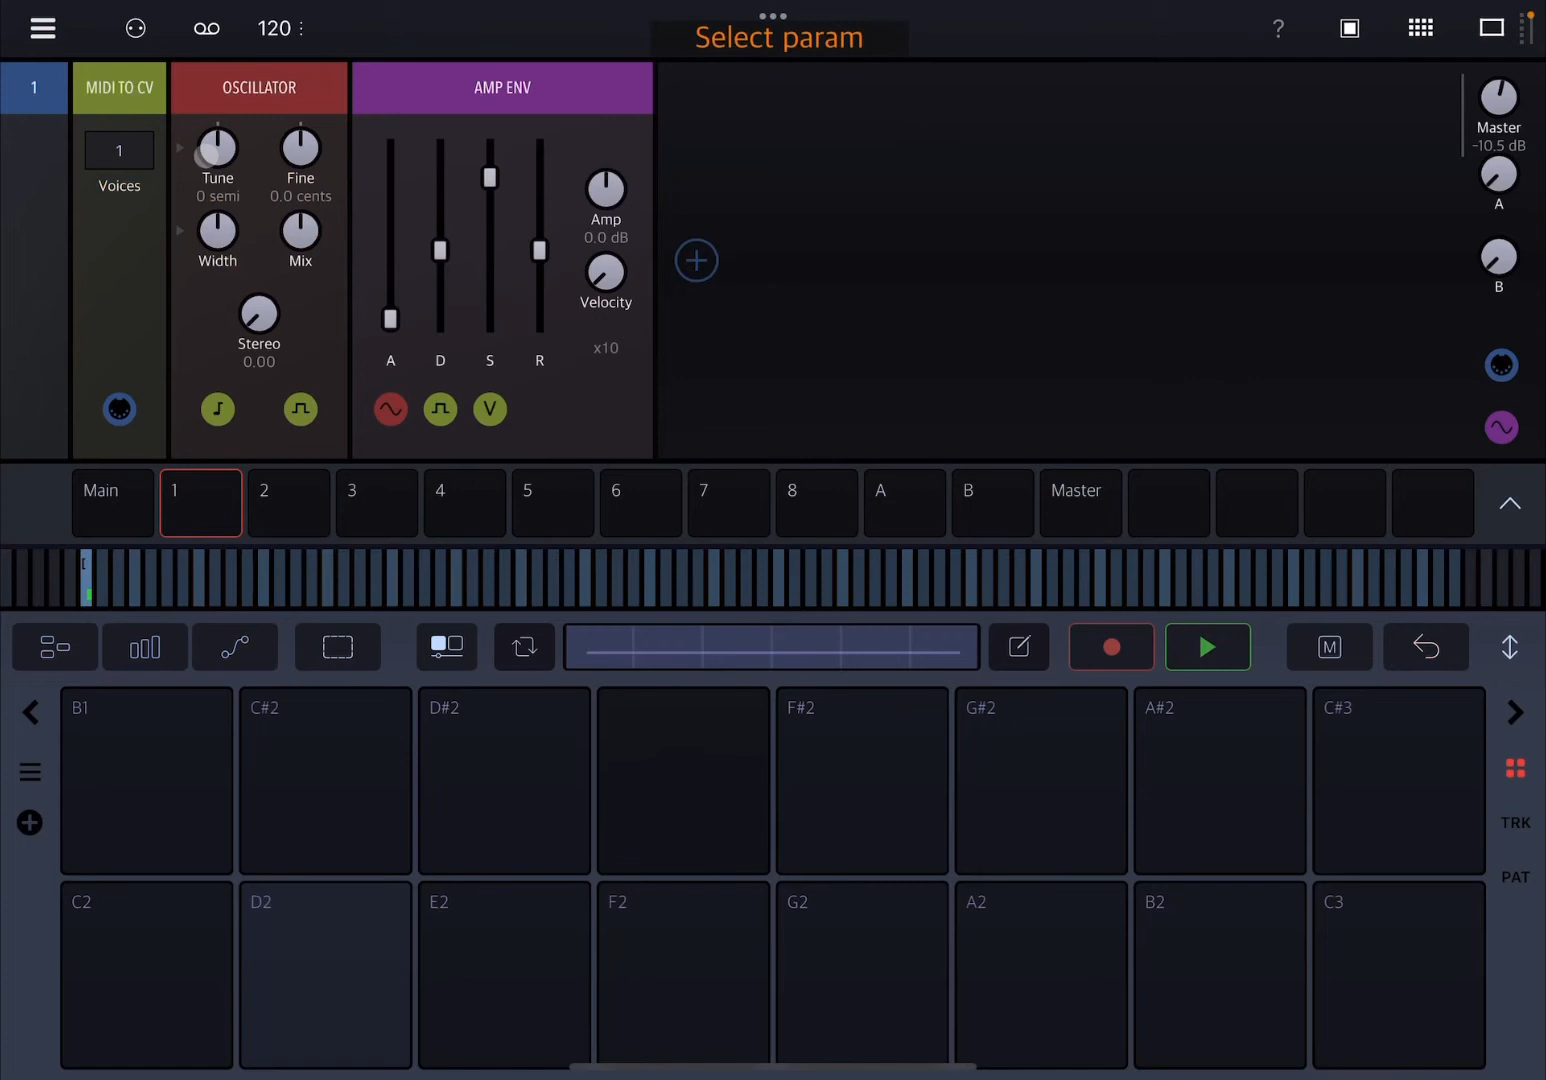 120
Select param
?
1
MIDI TO CV
OSCILLATOR
AMP ENV
1
Voices
Tune
0 semi
Fine
0.0 cents
Width
Mix
Stereo
0.00
A
D
S
R
Amp
0.0 dB
Velocity
x10
V
Master
-10.5 dB
A
B
Main
1
2
3
4
5
6
7
8
A
B
Master
M
B1
C#2
D#2
F#2
G#2
A#2
C#3
TRK
PAT
C2
D2
E2
F2
G2
A2
B2
C3